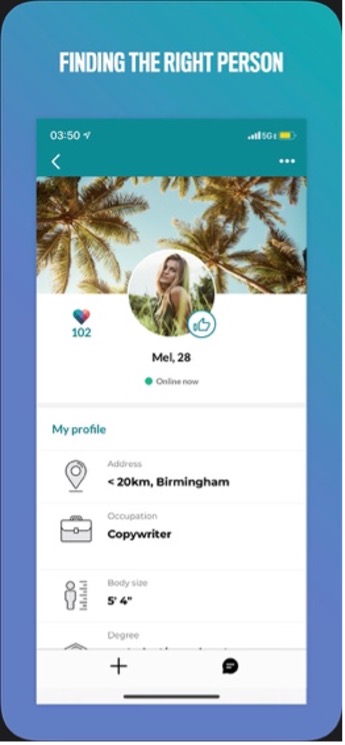 FINDING THE RIGHT PERSON
03:50
5G
102
Mel, 28
Online now
My profile
Address
< 20km, Birmingham
Occupation
Copywriter
Body size
5' 4"
Degree